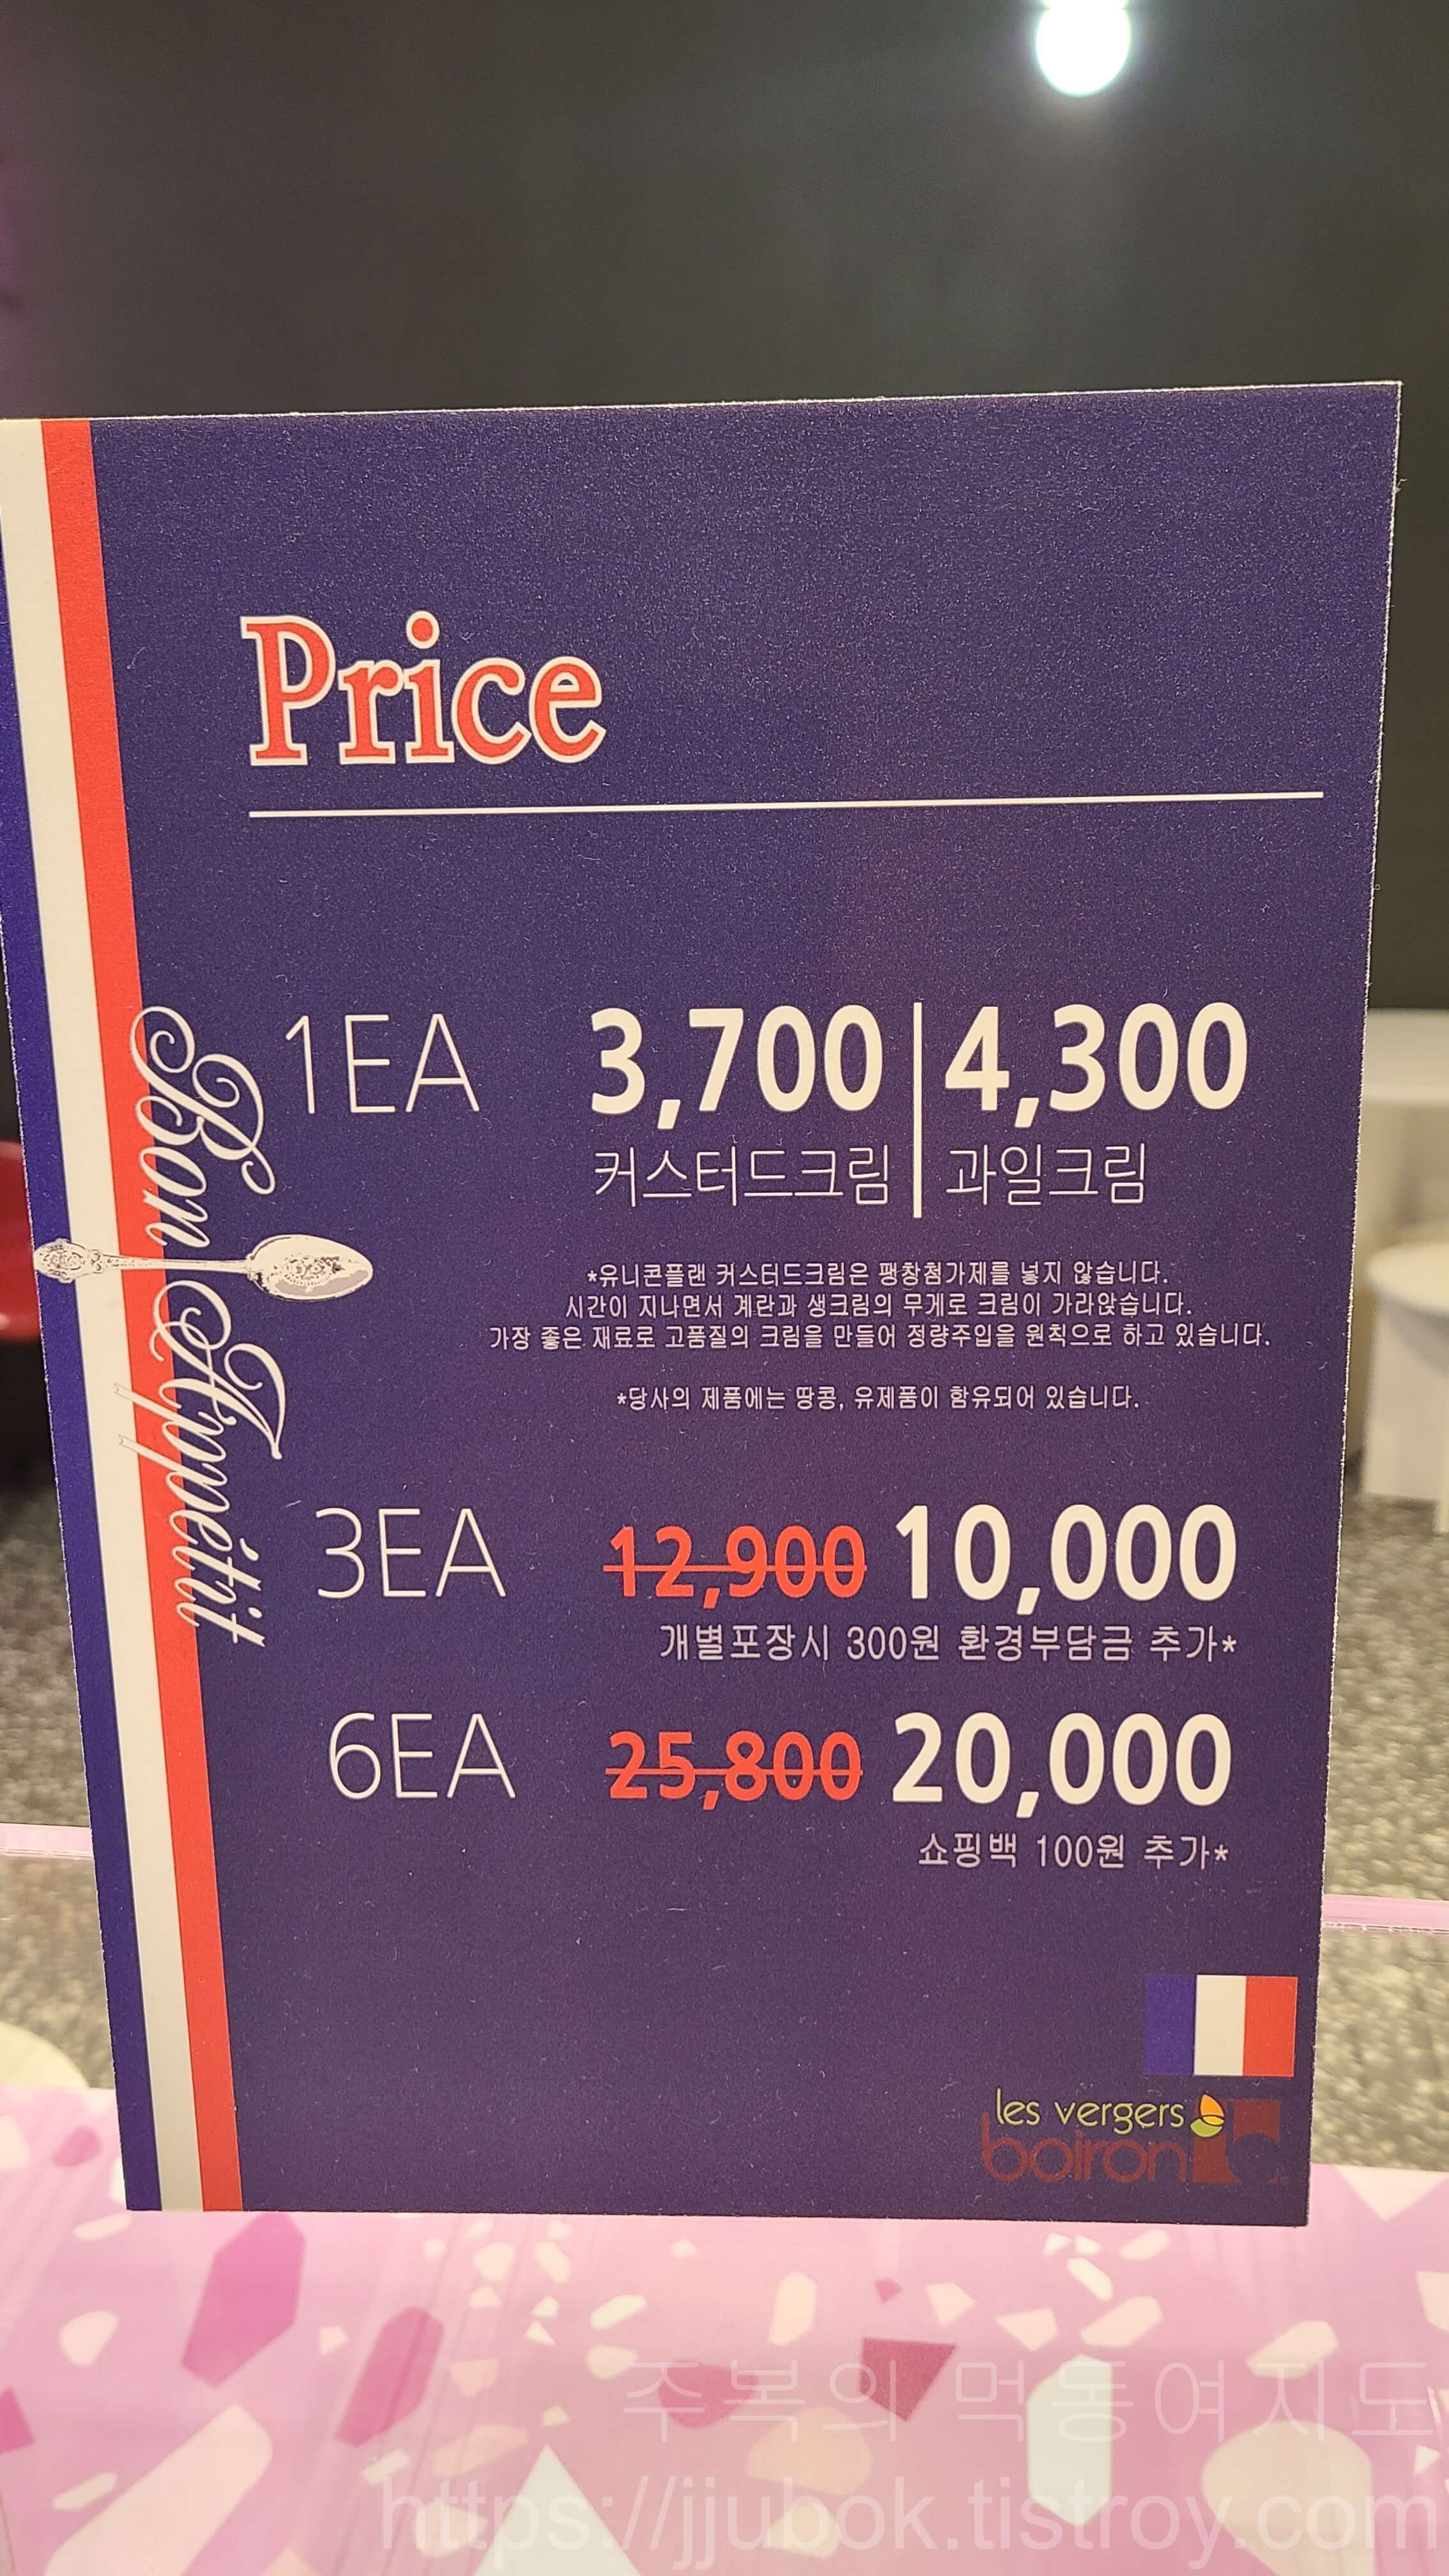 Price
1EA 3,700 | 4,300
커스터드크림 | 과일크림
*유니콘플랜 커스터드크림은 팽창첨가제를 넣지 않습니다.
시간이 지나면서 계란과 생크림의 무게로 크림이 가라앉습니다.
가장 좋은 재료로 고품질의 크림을 만들어 정량주입을 원칙으로 하고 있습니다.
*당사의 제품에는 땅콩, 유제품이 함유되어 있습니다.
3EA 12,900 10,000
개별포장시 300원 환경부담금 추가*
6EA 25,800 20,000
쇼핑백 100원 추가*
Bon Appetit
les vergers
boiron
주복의 먹동여지도
https://jjubok.tistroy.com